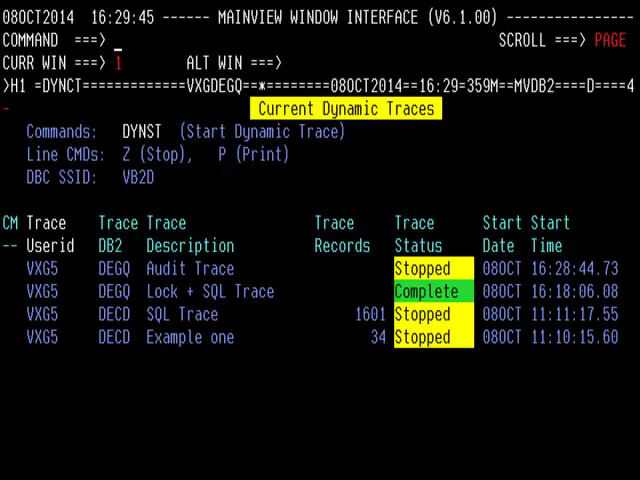 08OCT2014  16:29:45 ------ MAINVIEW WINDOW INTERFACE (V6.1.00) ----------------
COMMAND  ===> _                                               SCROLL ===> PAGE
CURR WIN ===> 1        ALT WIN ===>
>H1 =DYNCT=============VXGDEGQ==*========08OCT2014==16:29=359M==MVDB2====D====4
-                               Current Dynamic Traces
Commands:   DYNST  (Start Dynamic Trace)
Line CMDs:  Z (Stop),   P (Print)
DBC SSID:   VB2D
CM Trace    Trace Trace                Trace     Trace      Start Start
-- Userid   DB2   Description          Records   Status     Date  Time
VXG5     DEGQ  Audit Trace                    Stopped    08OCT 16:28:44.73
VXG5     DEGQ  Lock + SQL Trace               Complete   08OCT 16:18:06.08
VXG5     DECD  SQL Trace                 1601 Stopped    08OCT 11:11:17.55
VXG5     DECD  Example one                 34 Stopped    08OCT 11:10:15.60